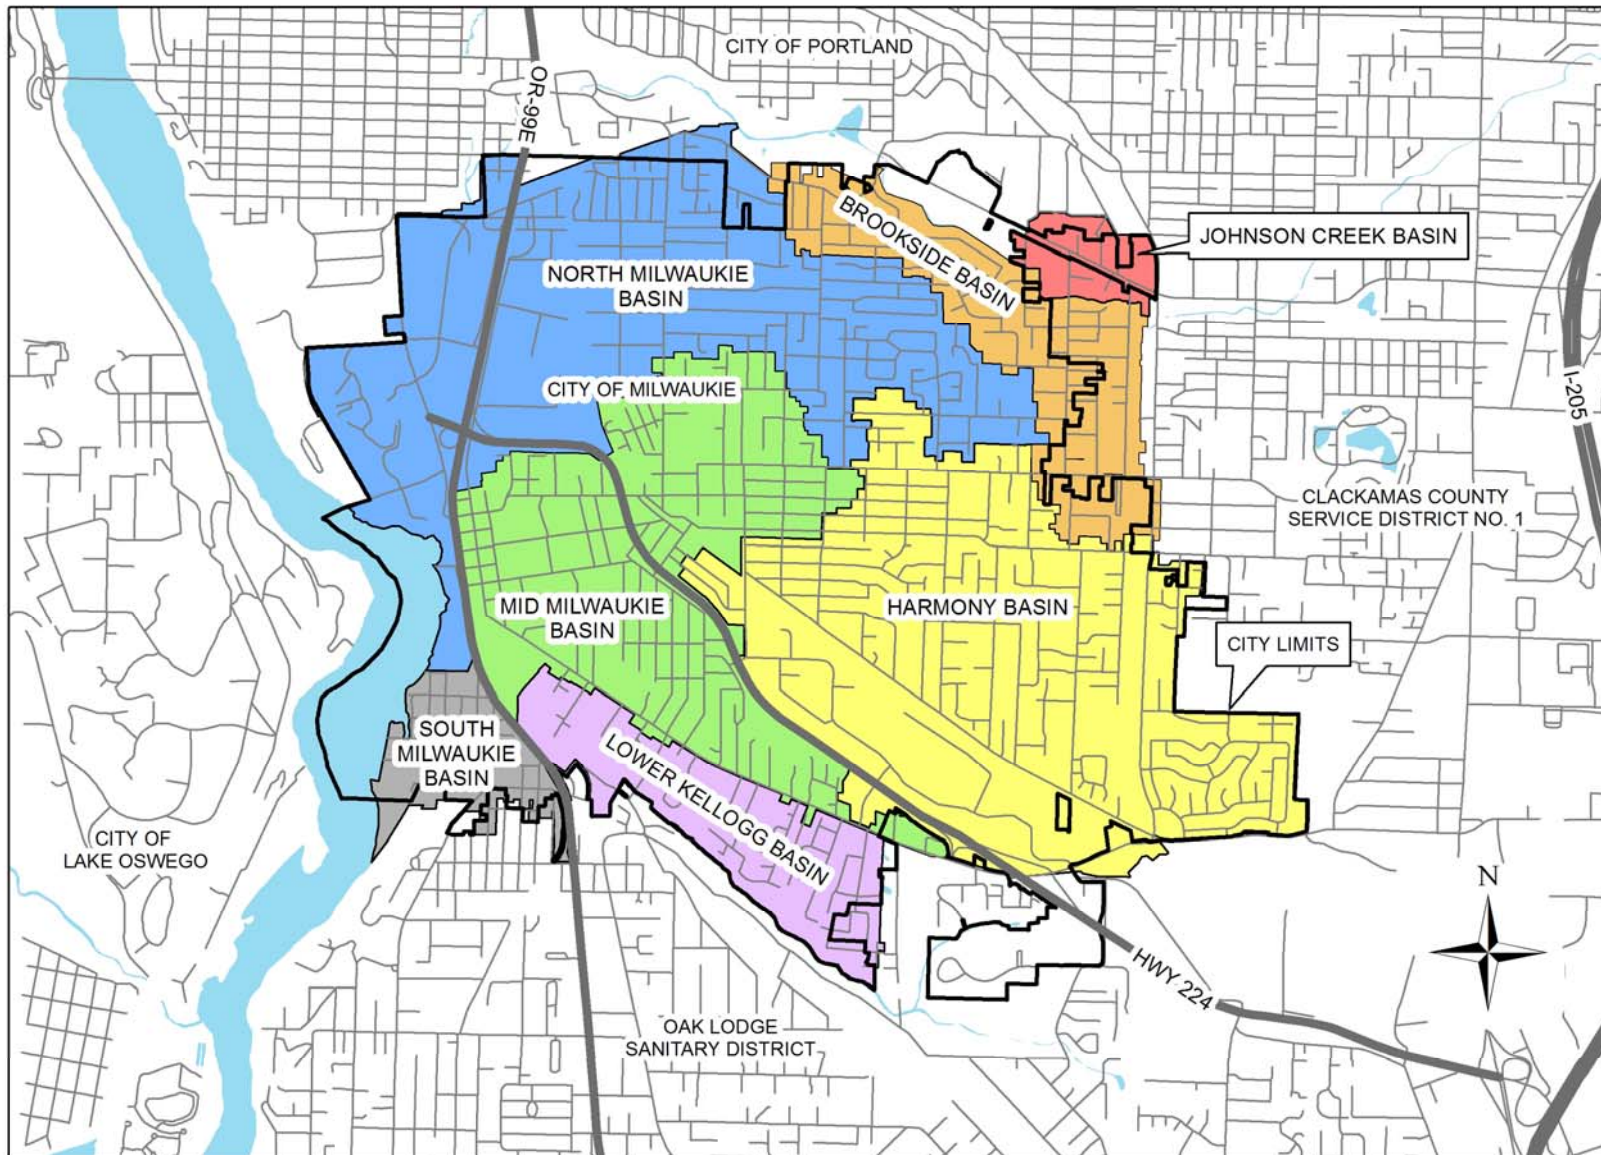 CITY OF PORTLAND
OR-99E
BROOKSIDE BASIN
JOHNSON CREEK BASIN
NORTH MILWAUKIE
BASIN
CITY OF MILWAUKIE
I-205
CLACKAMAS COUNTY
SERVICE DISTRICT NO. 1
MID MILWAUKIE
BASIN
HARMONY BASIN
CITY LIMITS
SOUTH
MILWAUKIE
BASIN
LOWER KELLOGG BASIN
CITY OF
LAKE OSWEGO
N
HWY 224
OAK LODGE
SANITARY DISTRICT